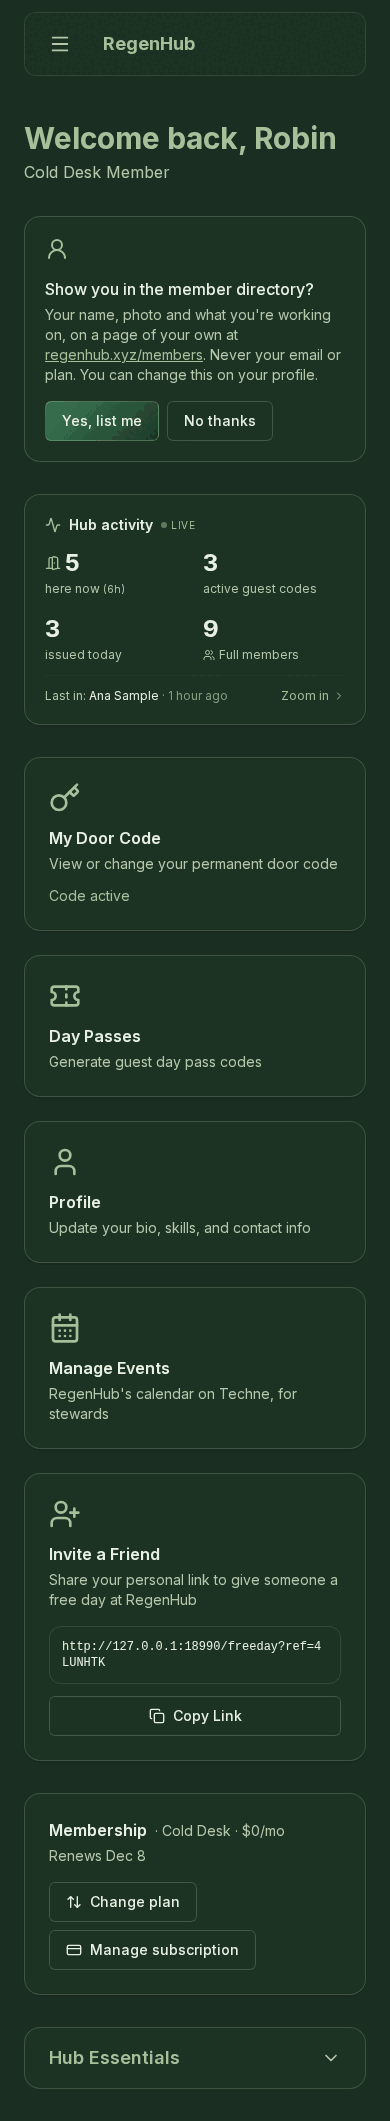 RegenHub
Welcome back, Robin
Cold Desk Member
Show you in the member directory?
Your name, photo and what you're working
on, on a page of your own at
regenhub.xyz/members. Never your email or
plan. You can change this on your profile.
Yes, list me
No thanks
Hub activity LIVE
5
here now (6h)
3
active guest codes
3
issued today
9
Full members
Last in: Ana Sample · 1 hour ago
Zoom in
My Door Code
View or change your permanent door code
Code active
Day Passes
Generate guest day pass codes
Profile
Update your bio, skills, and contact info
Manage Events
RegenHub's calendar on Techne, for
stewards
Invite a Friend
Share your personal link to give someone a
free day at RegenHub
http://127.0.0.1:18990/freeday?ref=4
LUNHTK
Copy Link
Membership · Cold Desk · $0/mo
Renews Dec 8
Change plan
Manage subscription
Hub Essentials